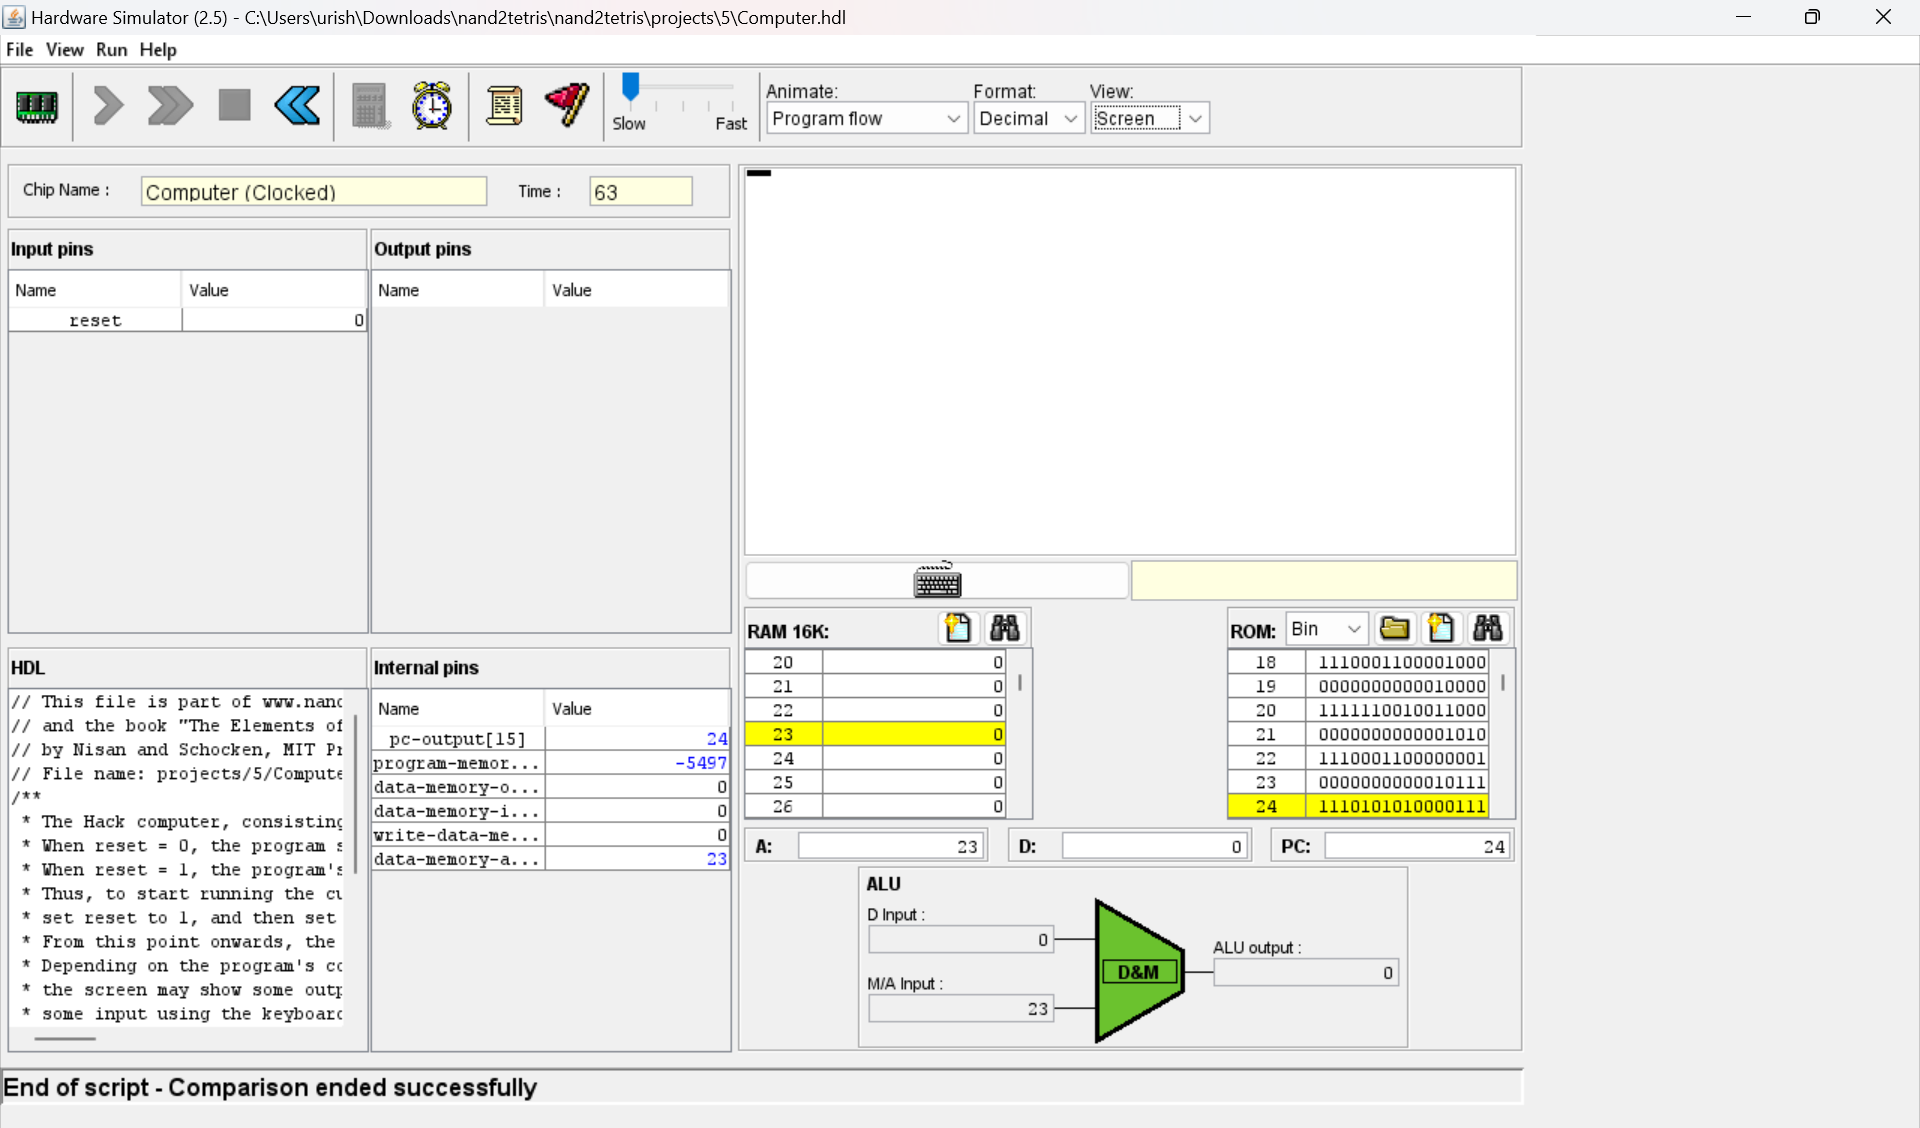 Hardware Simulator (2.5) - C:\Users\urish\Downloads\nand2tetris\nand2tetris\projects\5\Computer.hdl
File View Run Help
Slow Fast
Animate: Format: View:
Program flow Decimal Screen
Chip Name : Computer (Clocked) Time : 63
Input pins
Name Value
reset 0
Output pins
Name Value
HDL
// This file is part of www.nanc
// and the book "The Elements of
// by Nisan and Schocken, MIT Pr
// File name: projects/5/Compute
/**
* The Hack computer, consisting
* When reset = 0, the program s
* When reset = 1, the program's
* Thus, to start running the cu
* set reset to 1, and then set
* From this point onwards, the
* Depending on the program's co
* the screen may show some outp
* some input using the keyboard
Internal pins
Name Value
pc-output[15] 24
program-memor... -5497
data-memory-o... 0
data-memory-i... 0
write-data-me... 0
data-memory-a... 23
RAM 16K:
20 0
21 0
22 0
23 0
24 0
25 0
26 0
ROM: Bin
18 1110001100001000
19 0000000000010000
20 1111110010011000
21 0000000000001010
22 1110001100000001
23 0000000000010111
24 1110101010000111
A: 23 D: 0 PC: 24
ALU
D Input :
0
M/A Input :
23
D&M
ALU output :
0
End of script - Comparison ended successfully